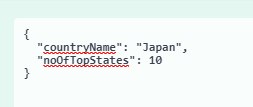 {
"countryName": "Japan",
"noOfTopStates": 10
}